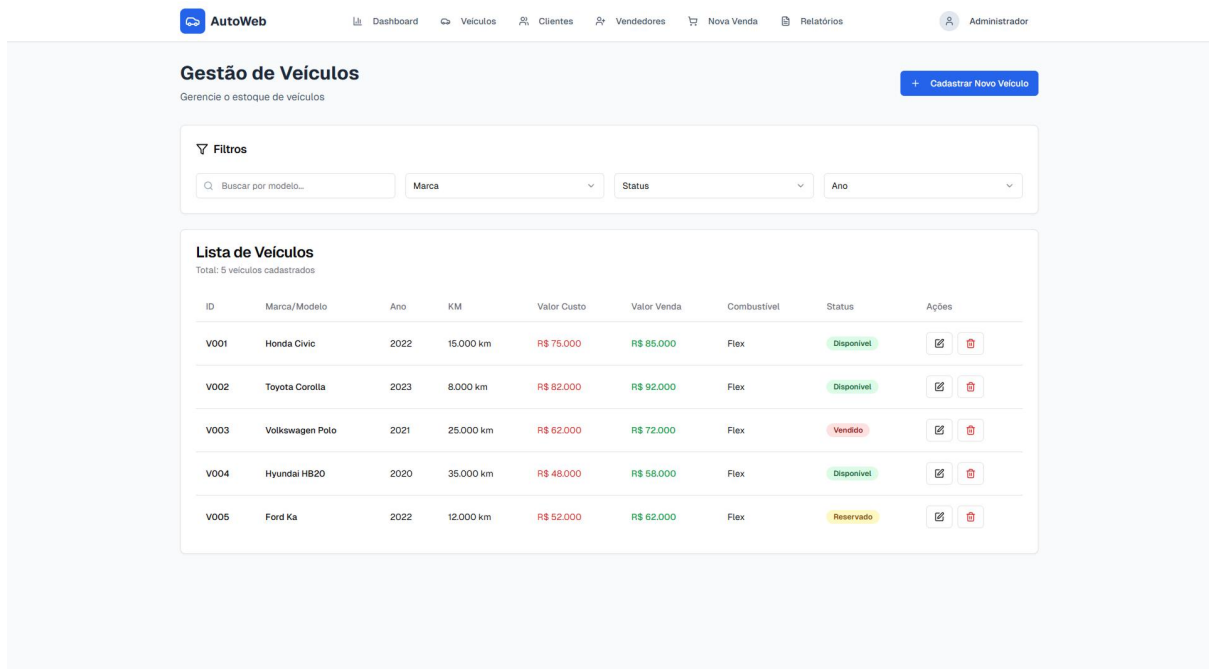 AutoWeb Dashboard Veículos Clientes Vendedores Nova Venda Relatórios Administrador
Gestão de Veículos
Cadastrar Novo Veículo
Gerencie o estoque de veículos
Filtros
Buscar por modelo... Marca Status Ano
Lista de Veículos
Total: 5 veículos cadastrados
ID Marca/Modelo Ano KM Valor Custo Valor Venda Combustível Status Ações
V001 Honda Civic 2022 15.000 km R$ 75.000 R$ 85.000 Flex Disponível
V002 Toyota Corolla 2023 8.000 km R$ 82.000 R$ 92.000 Flex Disponível
V003 Volkswagen Polo 2021 25.000 km R$ 62.000 R$ 72.000 Flex Vendido
V004 Hyundai HB20 2020 35.000 km R$ 48.000 R$ 58.000 Flex Disponível
V005 Ford Ka 2022 12.000 km R$ 52.000 R$ 62.000 Flex Reservado